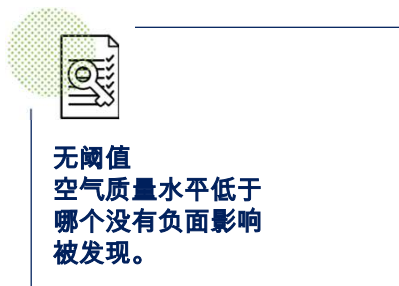 无阈值
空气质量水平低于
哪个没有负面影响
被发现。